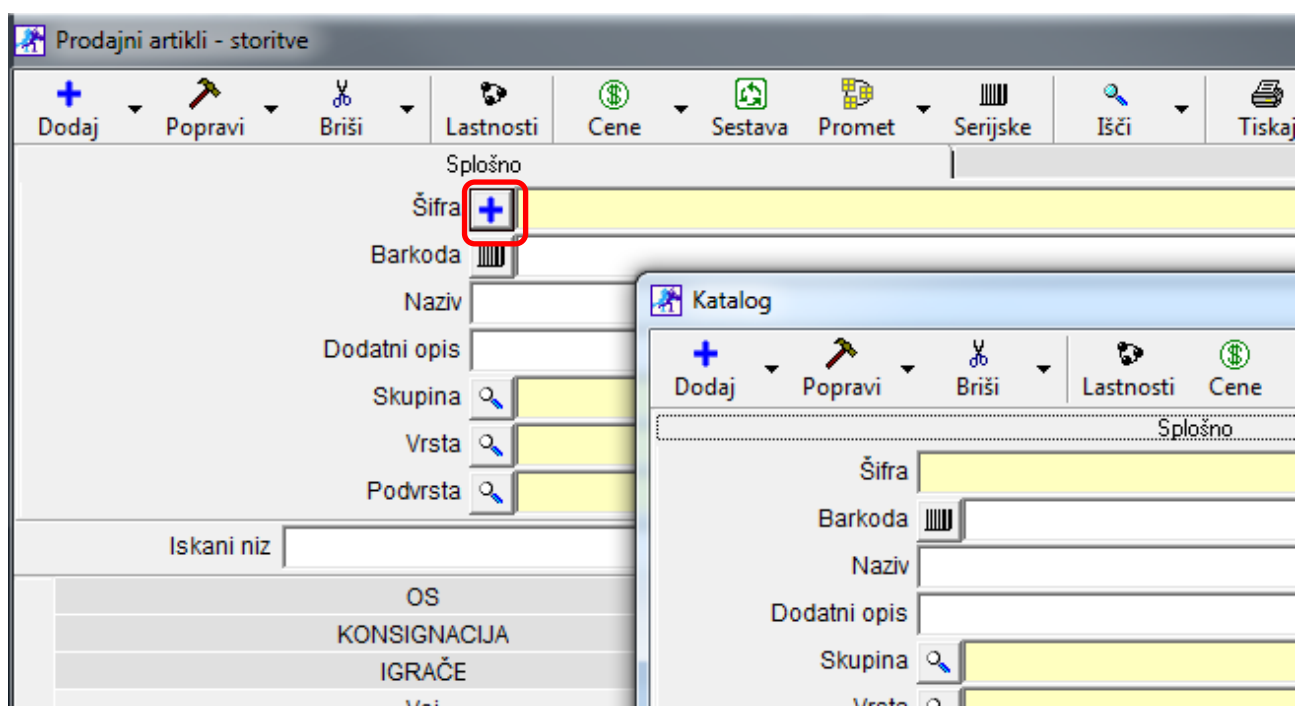 Prodajni artikli - storitve
Dodaj Popravi Briši Lastnosti Cene Sestava Promet Serijske Išči Tiskaj
Splošno
Šifra
Barkoda
Naziv
Dodatni opis
Skupina
Vrsta
Podvrsta
Iskani niz
OS
KONSIGNACIJA
IGRAČE
Katalog
Dodaj Popravi Briši Lastnosti Cene
Splošno
Šifra
Barkoda
Naziv
Dodatni opis
Skupina
Vrsta